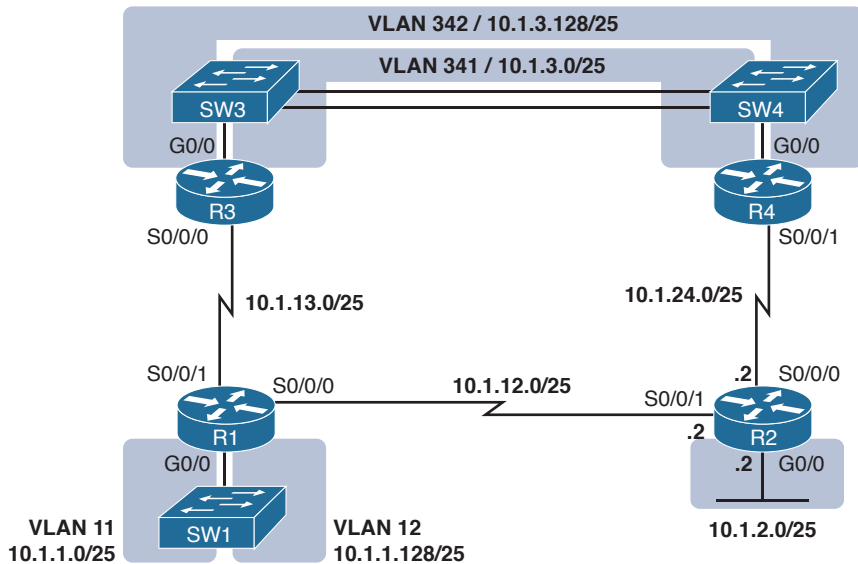 VLAN 342 / 10.1.3.128/25
VLAN 341 / 10.1.3.0/25
SW3
SW4
G0/0
G0/0
R3
R4
S0/0/0
S0/0/1
10.1.13.0/25
10.1.24.0/25
S0/0/1
S0/0/0
10.1.12.0/25
.2
S0/0/0
S0/0/1
R1
.2
R2
G0/0
.2
G0/0
SW1
VLAN 11
10.1.1.0/25
VLAN 12
10.1.1.128/25
10.1.2.0/25